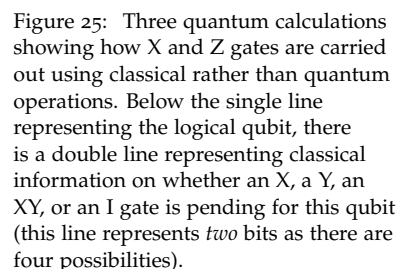 Figure 25: Three quantum calculations
showing how X and Z gates are carried
out using classical rather than quantum
operations. Below the single line
representing the logical qubit, there
is a double line representing classical
information on whether an X, a Y, an
XY, or an I gate is pending for this qubit
(this line represents two bits as there are
four possibilities).